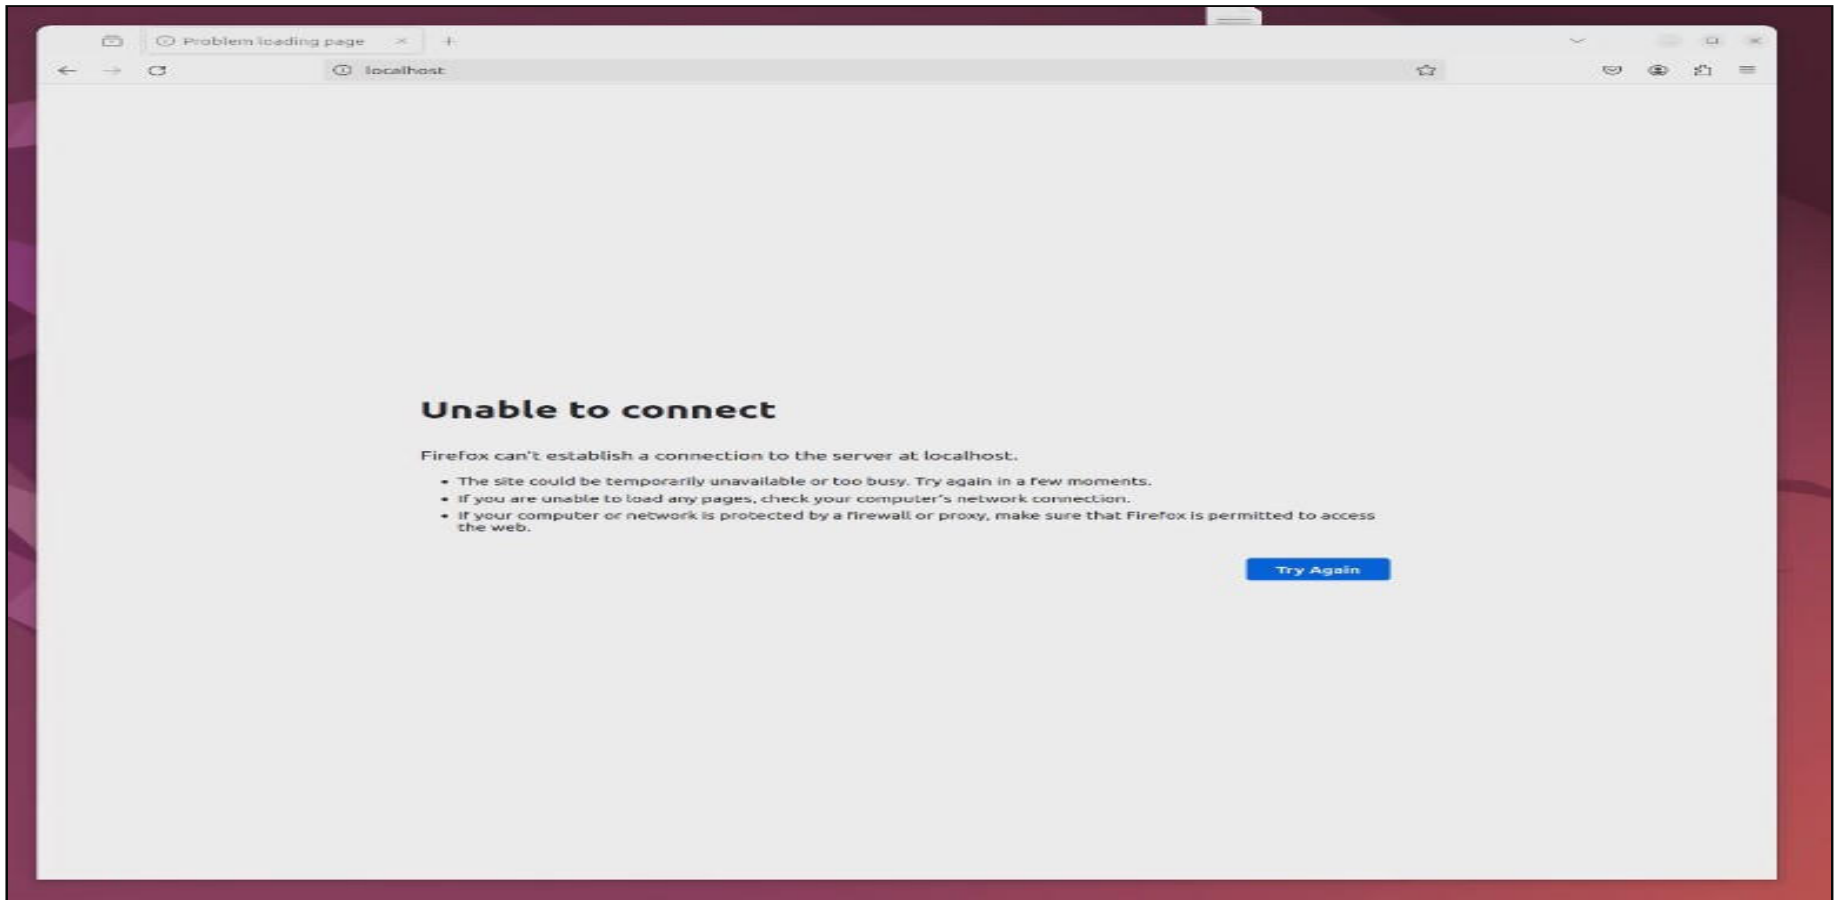 Problem loading page
localhost
Unable to connect
Firefox can't establish a connection to the server at localhost.
• The site could be temporarily unavailable or too busy. Try again in a few moments.
• If you are unable to load any pages, check your computer's network connection.
• If your computer or network is protected by a firewall or proxy, make sure that Firefox is permitted to access
the web.
Try Again